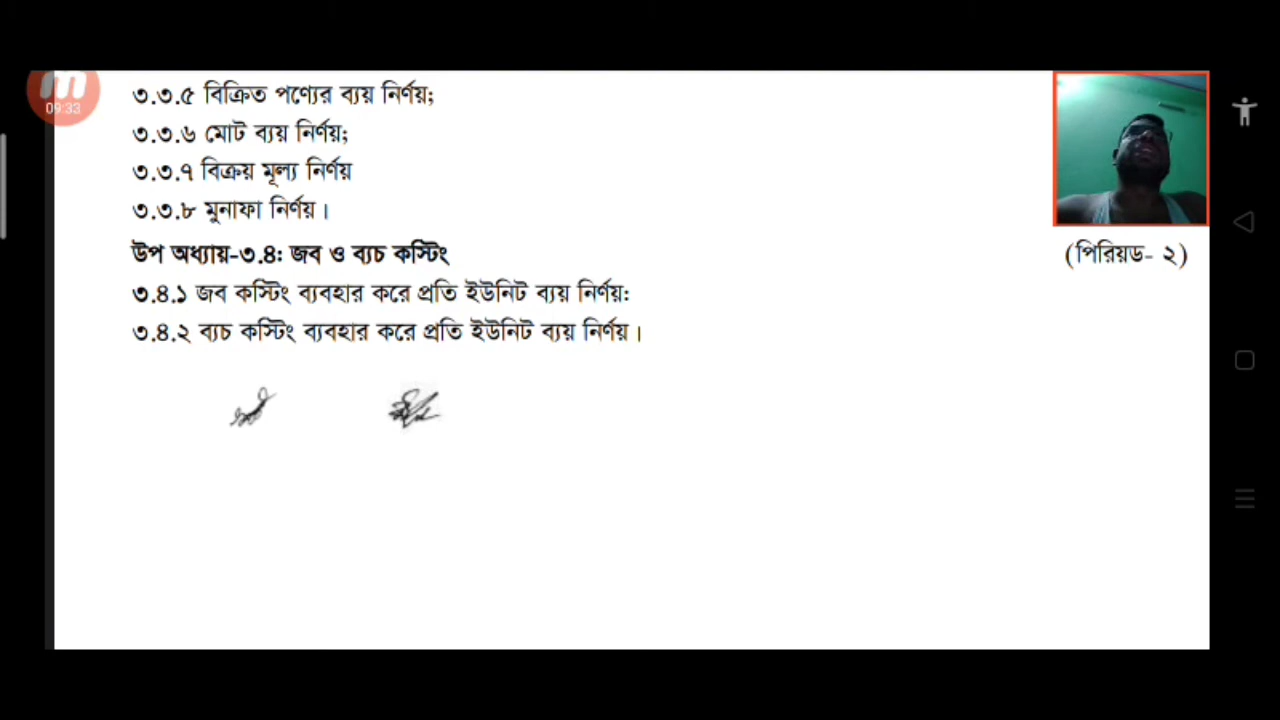 m
09:33
৩.৩.৫ বিক্রিত পণ্যের ব্যয় নির্ণয়;
৩.৩.৬ মোট ব্যয় নির্ণয়;
৩.৩.৭ বিক্রয় মূল্য নির্ণয়
৩.৩.৮ মুনাফা নির্ণয়।
উপ অধ্যায়-৩.৪: জব ও ব্যচ কস্টিং (পিরিয়ড- ২)
৩.৪.১ জব কস্টিং ব্যবহার করে প্রতি ইউনিট ব্যয় নির্ণয়:
৩.৪.২ ব্যচ কস্টিং ব্যবহার করে প্রতি ইউনিট ব্যয় নির্ণয়।